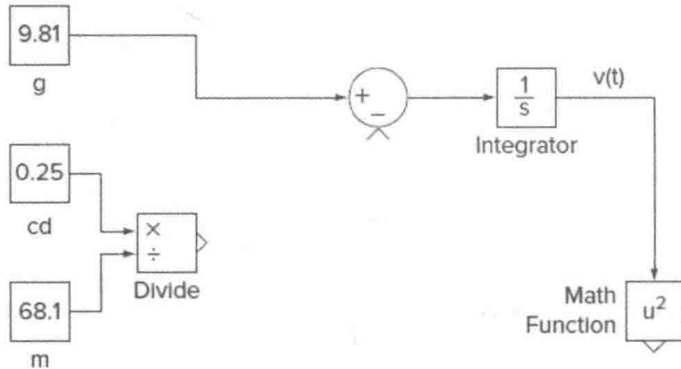 9.81
g
+
−
1
s
Integrator
v(t)
0.25
cd
×
÷
Divide
68.1
m
Math
Function
u²